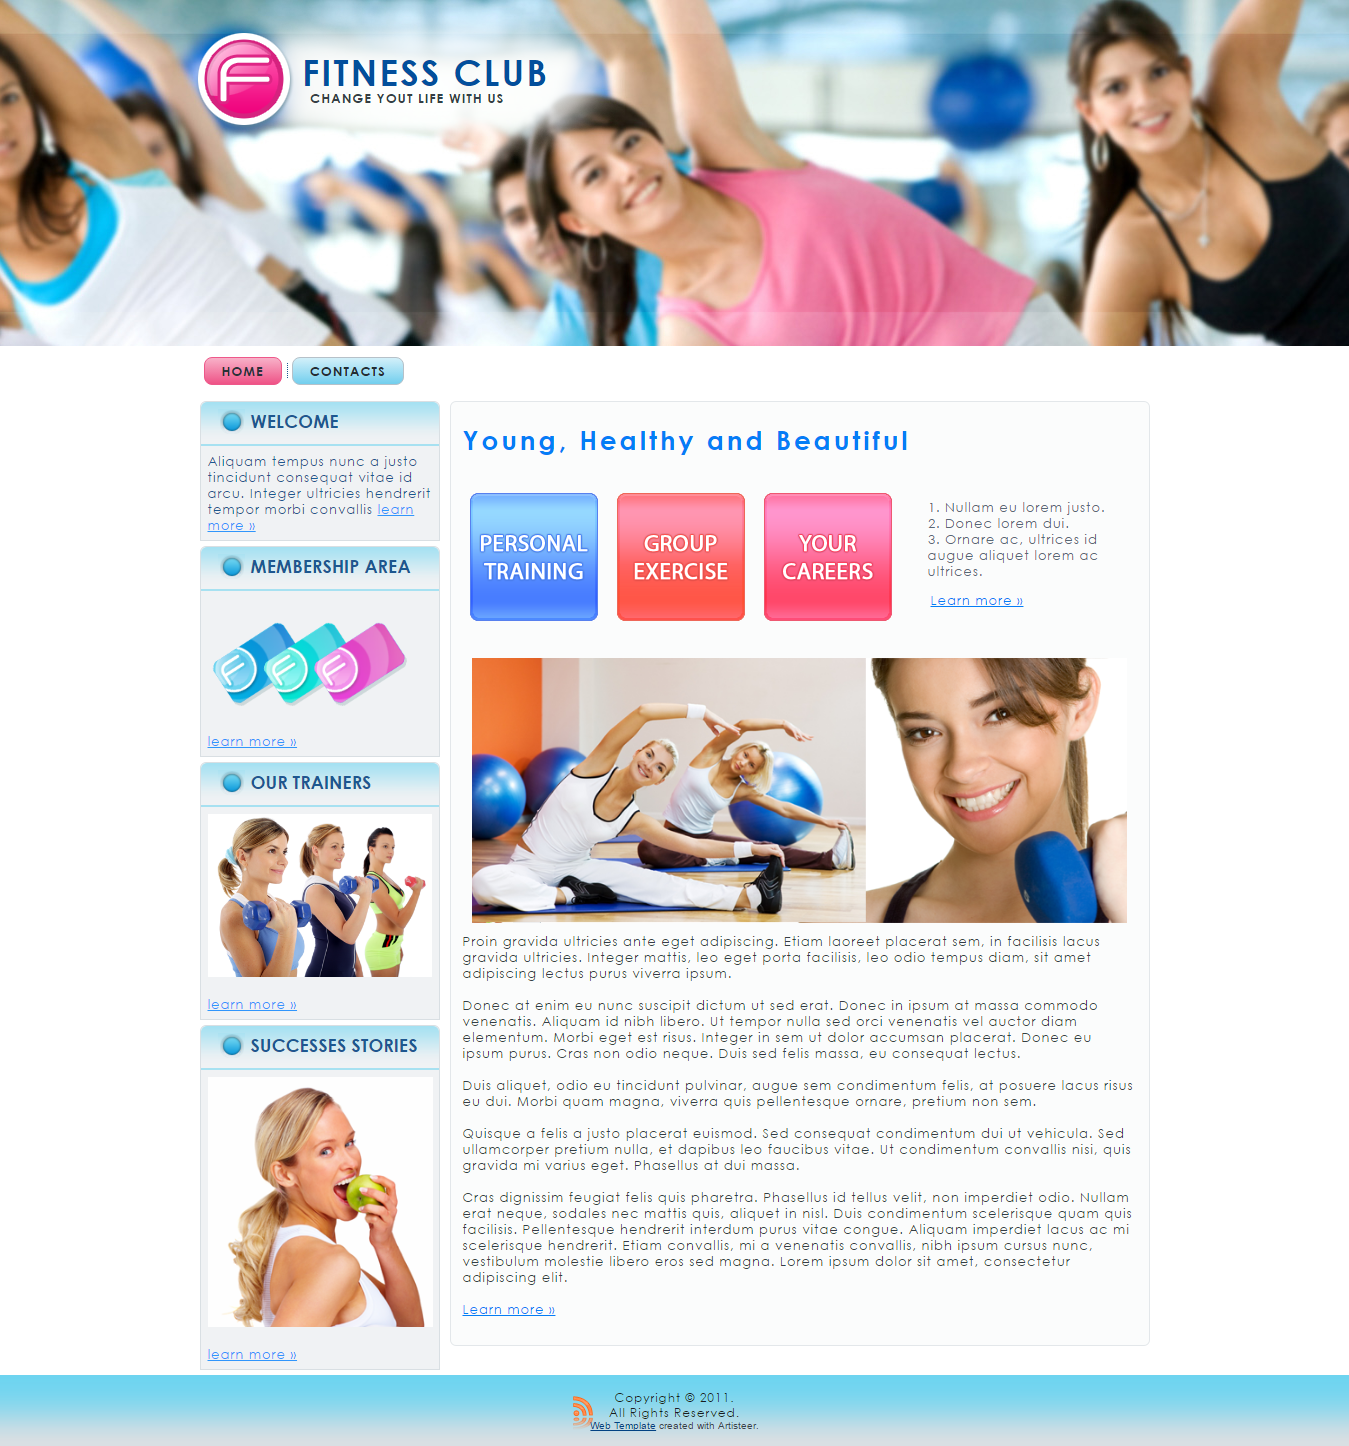 F
FITNESS CLUB
CHANGE YOUT LIFE WITH US
HOME
CONTACTS
WELCOME
Aliquam tempus nunc a justo
tincidunt consequat vitae id
arcu. Integer ultricies hendrerit
tempor morbi convallis learn
more »
MEMBERSHIP AREA
F F F
learn more »
OUR TRAINERS
learn more »
SUCCESSES STORIES
learn more »
Young, Healthy and Beautiful
PERSONAL
TRAINING
GROUP
EXERCISE
YOUR
CAREERS
1. Nullam eu lorem justo.
2. Donec lorem dui.
3. Ornare ac, ultrices id
augue aliquet lorem ac
ultrices.
Learn more »
Proin gravida ultricies ante eget adipiscing. Etiam laoreet placerat sem, in facilisis lacus
gravida ultricies. Integer mattis, leo eget porta facilisis, leo odio tempus diam, sit amet
adipiscing lectus purus viverra ipsum.
Donec at enim eu nunc suscipit dictum ut sed erat. Donec in ipsum at massa commodo
venenatis. Aliquam id nibh libero. Ut tempor nulla sed orci venenatis vel auctor diam
elementum. Morbi eget est risus. Integer in sem ut dolor accumsan placerat. Donec eu
ipsum purus. Cras non odio neque. Duis sed felis massa, eu consequat lectus.
Duis aliquet, odio eu tincidunt pulvinar, augue sem condimentum felis, at posuere lacus risus
eu dui. Morbi quam magna, viverra quis pellentesque ornare, pretium non sem.
Quisque a felis a justo placerat euismod. Sed consequat condimentum dui ut vehicula. Sed
ullamcorper pretium nulla, et dapibus leo faucibus vitae. Ut condimentum convallis nisi, quis
gravida mi varius eget. Phasellus at dui massa.
Cras dignissim feugiat felis quis pharetra. Phasellus id tellus velit, non imperdiet odio. Nullam
erat neque, sodales nec mattis quis, aliquet in nisl. Duis condimentum scelerisque quam quis
facilisis. Pellentesque hendrerit interdum purus vitae congue. Aliquam imperdiet lacus ac mi
scelerisque hendrerit. Etiam convallis, mi a venenatis convallis, nibh ipsum cursus nunc,
vestibulum molestie libero eros sed magna. Lorem ipsum dolor sit amet, consectetur
adipiscing elit.
Learn more »
Copyright © 2011.
All Rights Reserved.
Web Template created with Artisteer.